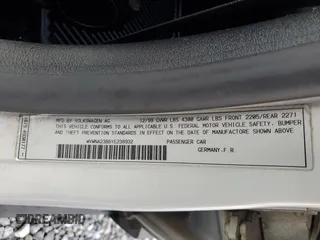 MFG BY VOLKSWAGEN AG 12/99 GVWR LBS 4300 GAWR LBS FRONT 2205/REAR 2271
THIS VEHICLE CONFORMS TO ALL APPLICABLE U.S. FEDERAL MOTOR VEHICLE SAFETY, BUMPER
AND THEFT PREVENTION STANDARDS IN EFFECT ON THE DATE OF MANUFACTURE SHOWN ABOVE
PASSENGER CAR
GERMANY-F R
DREAMBID